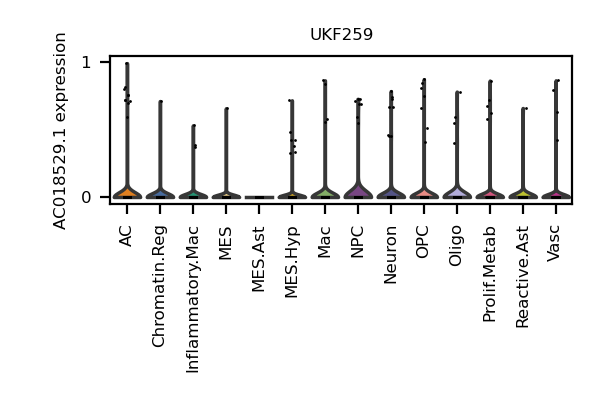 UKF259
AC018529.1 expression
1
0
AC
Chromatin.Reg
Inflammatory.Mac
MES
MES.Ast
MES.Hyp
Mac
NPC
Neuron
OPC
Oligo
Prolif.Metab
Reactive.Ast
Vasc